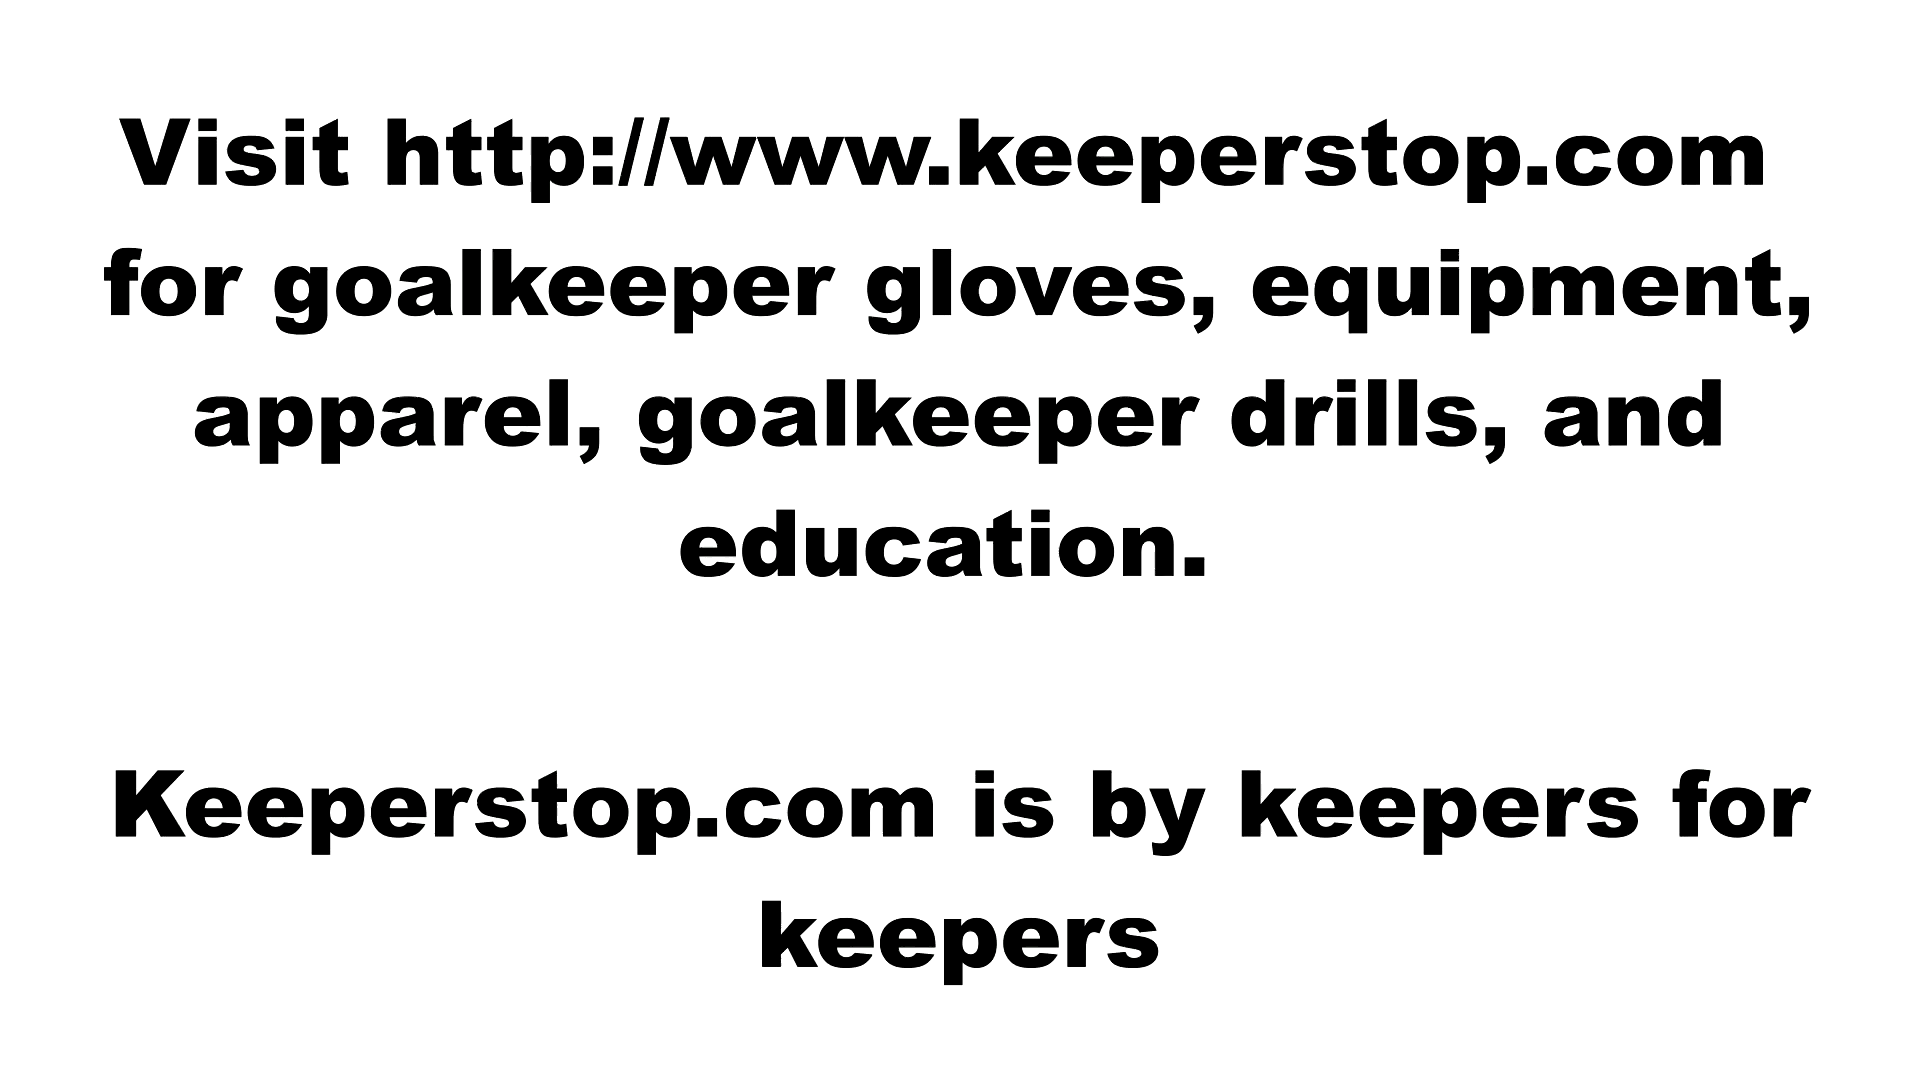 Visit http://www.keeperstop.com
for goalkeeper gloves, equipment,
apparel, goalkeeper drills, and
education.
Keeperstop.com is by keepers for
keepers